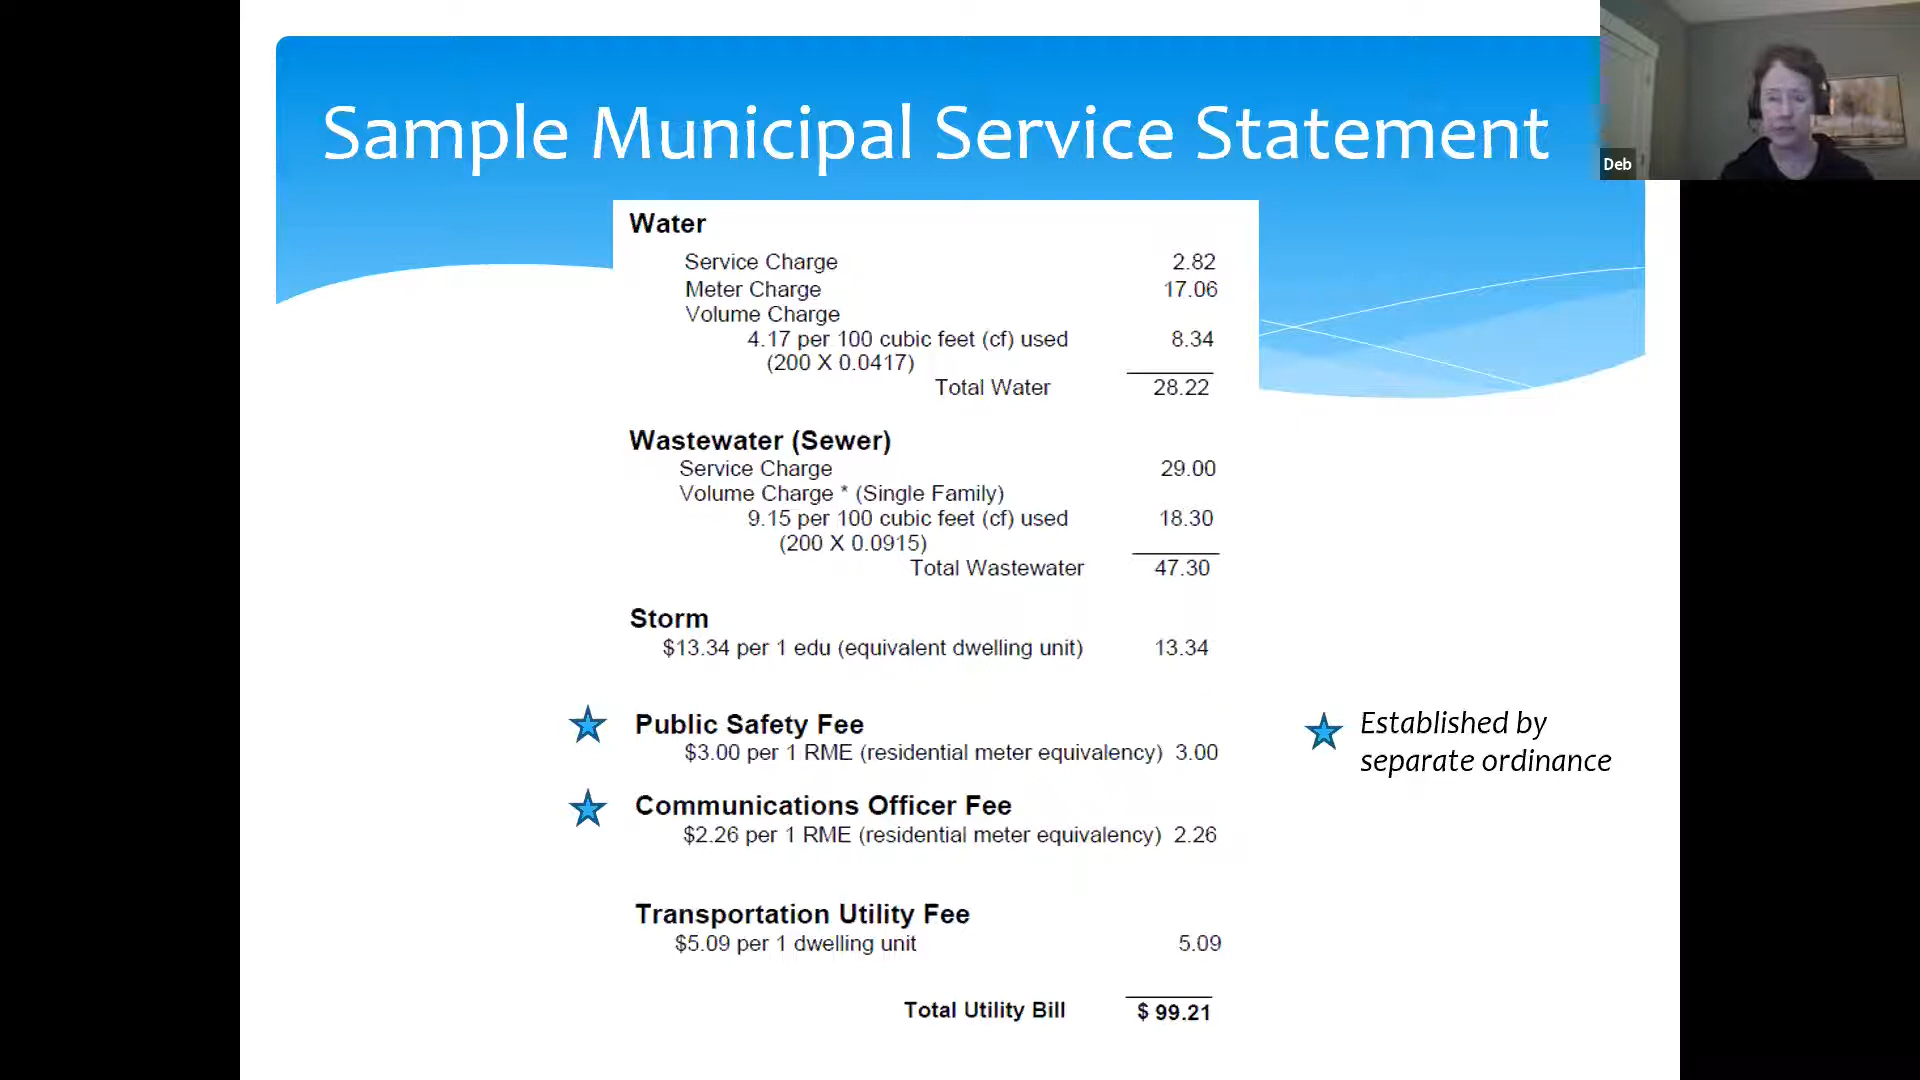 Sample Municipal Service Statement
Deb
Water
Service Charge 2.82
Meter Charge 17.06
Volume Charge
4.17 per 100 cubic feet (cf) used 8.34
(200 X 0.0417)
Total Water 28.22
Wastewater (Sewer)
Service Charge 29.00
Volume Charge * (Single Family)
9.15 per 100 cubic feet (cf) used 18.30
(200 X 0.0915)
Total Wastewater 47.30
Storm
$13.34 per 1 edu (equivalent dwelling unit) 13.34
Public Safety Fee
$3.00 per 1 RME (residential meter equivalency) 3.00
Established by
separate ordinance
Communications Officer Fee
$2.26 per 1 RME (residential meter equivalency) 2.26
Transportation Utility Fee
$5.09 per 1 dwelling unit 5.09
Total Utility Bill $ 99.21